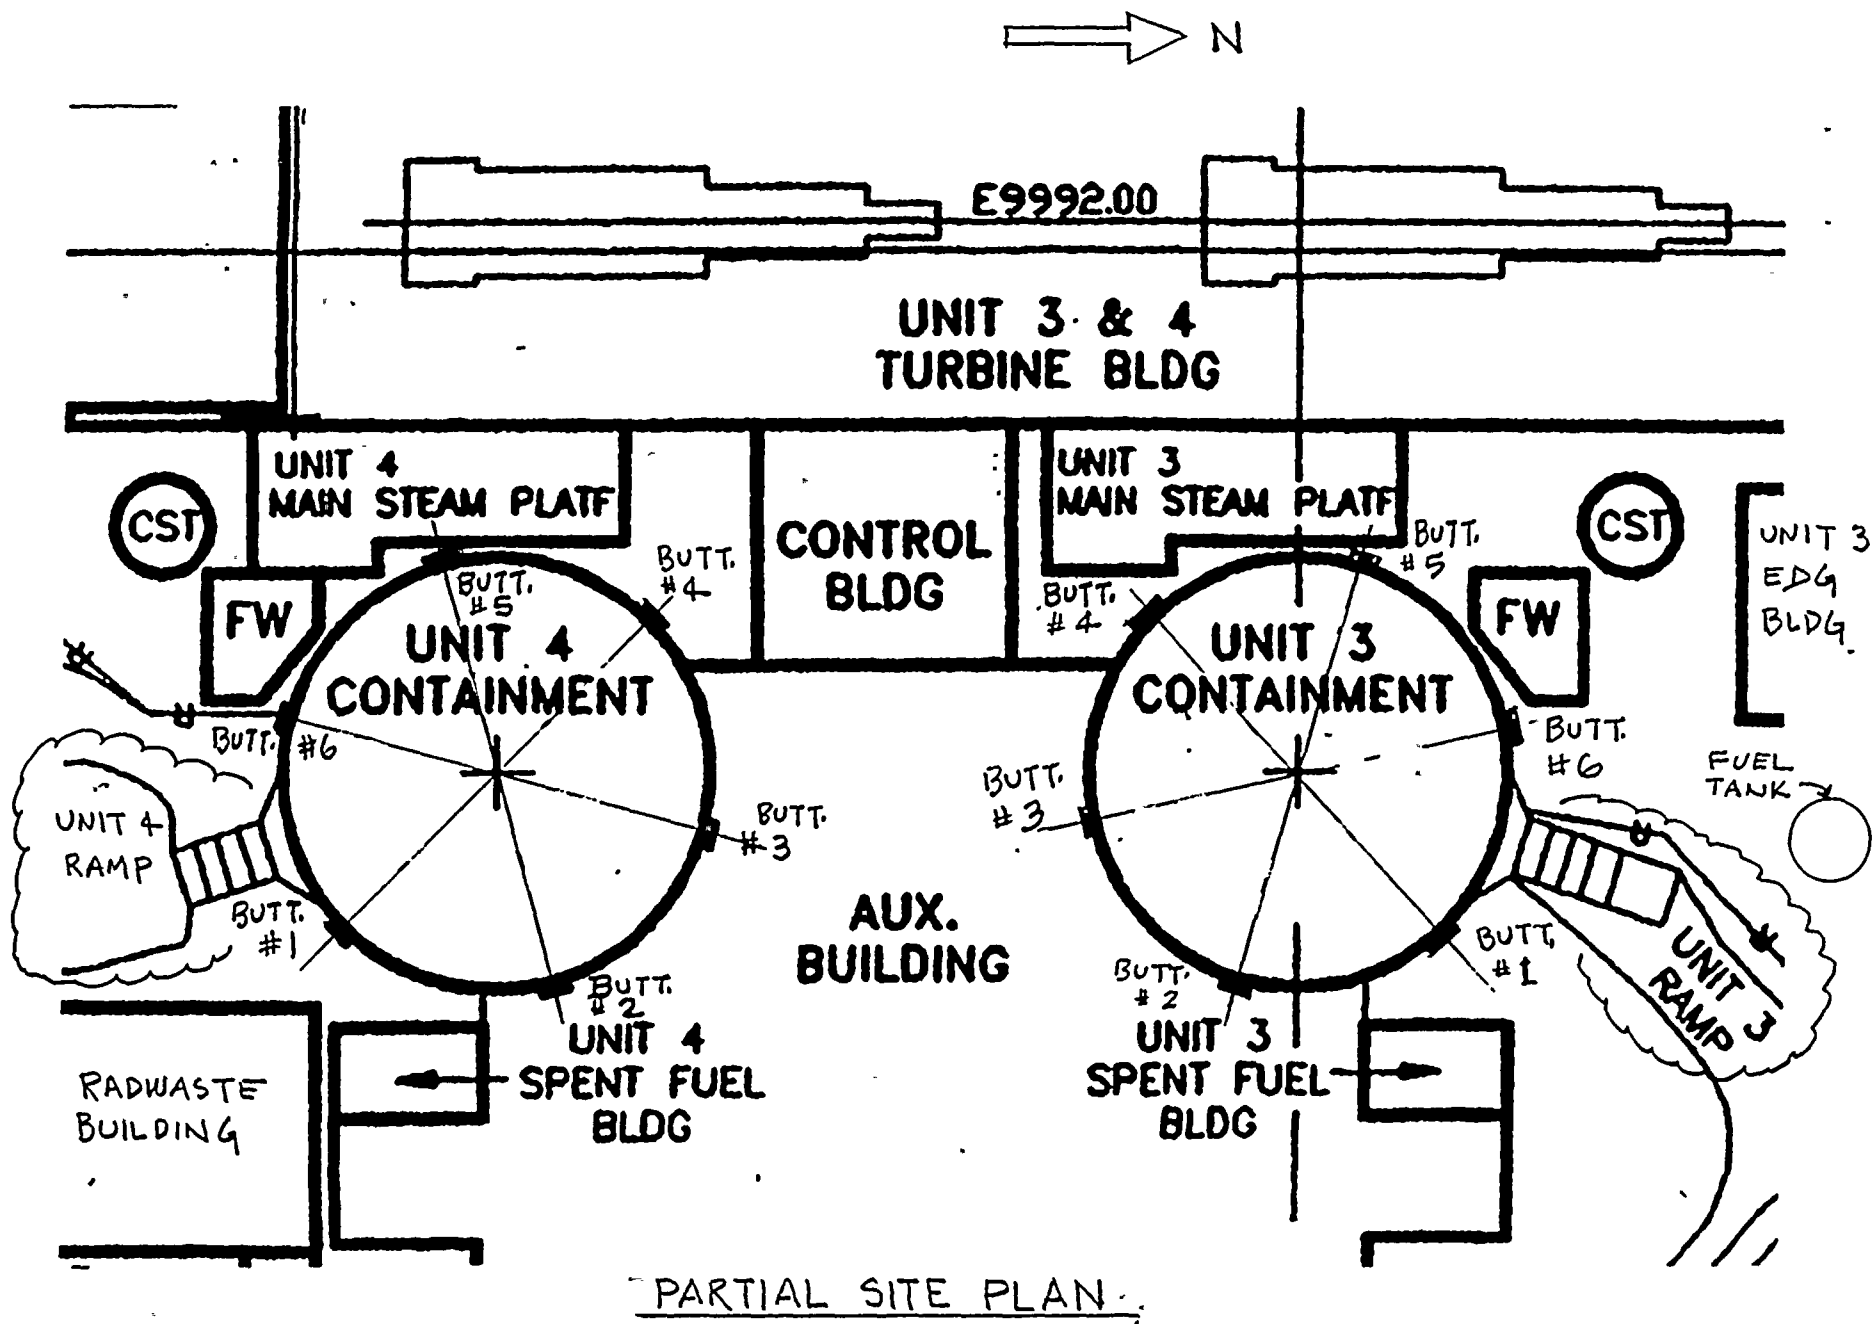 N
E9992.00
UNIT 3 & 4
TURBINE BLDG
UNIT 4
MAIN STEAM PLATF
UNIT 3
MAIN STEAM PLATF
CST
CONTROL
BLDG
CST
UNIT 3
EDG
BLDG.
BUTT.
#5
BUTT.
#4
BUTT.
#4
BUTT.
#5
FW
FW
UNIT 4
CONTAINMENT
UNIT 3
CONTAINMENT
BUTT.
#6
BUTT.
#6
FUEL
TANK
UNIT 4
RAMP
BUTT.
#3
BUTT.
#3
BUTT.
#1
AUX.
BUILDING
BUTT.
#1
UNIT 3
RAMP
BUTT.
#2
BUTT.
#2
UNIT 4
SPENT FUEL
BLDG
UNIT 3
SPENT FUEL
BLDG
RADWASTE
BUILDING
PARTIAL SITE PLAN